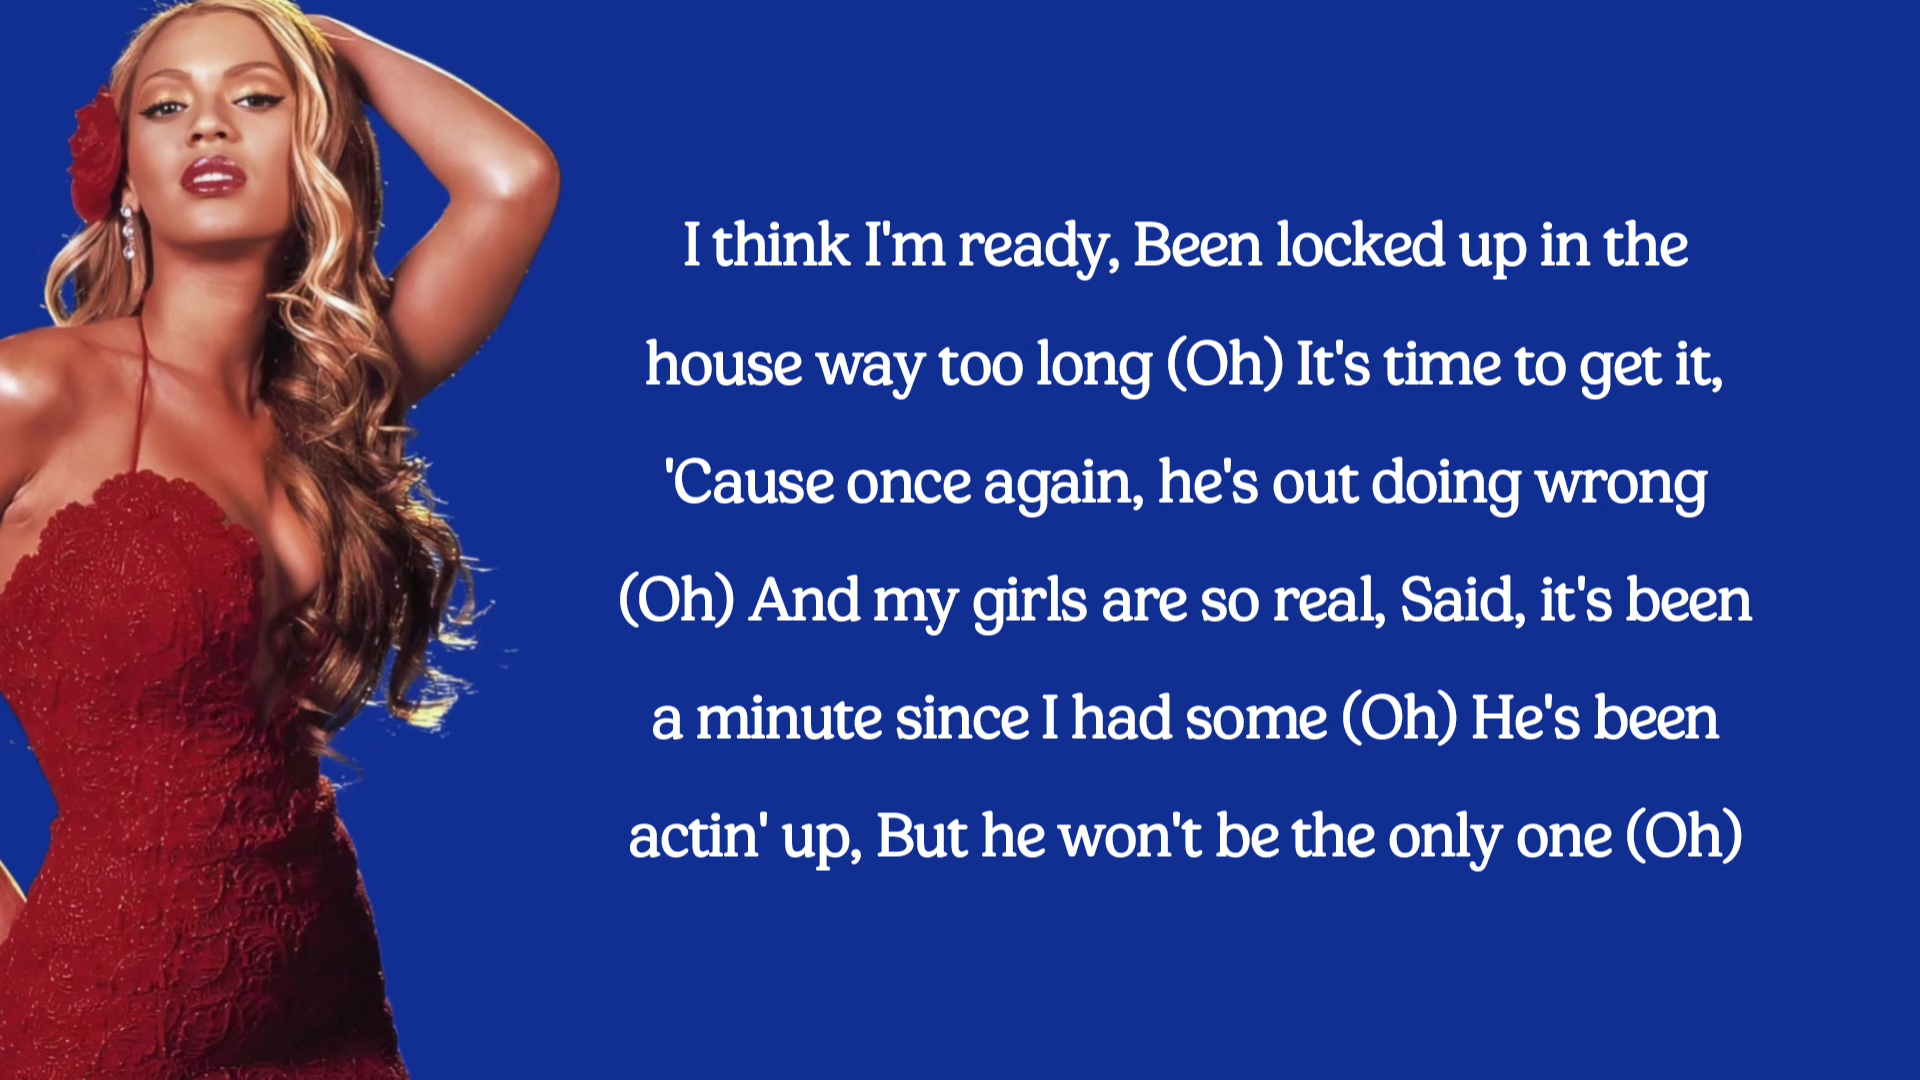 I think I'm ready, Been locked up in the
house way too long (Oh) It's time to get it,
'Cause once again, he's out doing wrong
(Oh) And my girls are so real, Said, it's been
a minute since I had some (Oh) He's been
actin' up, But he won't be the only one (Oh)